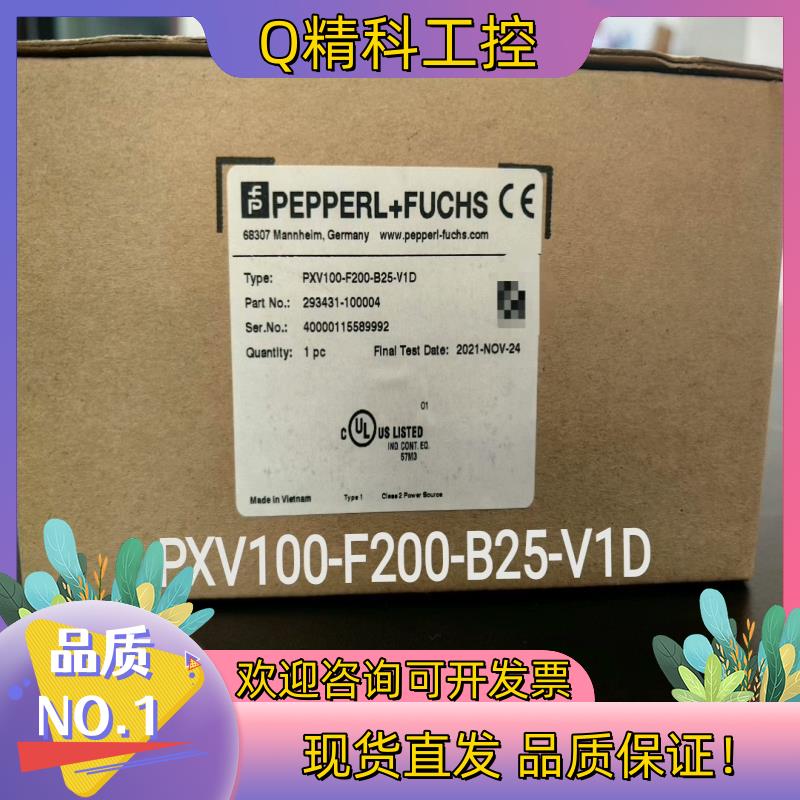 Q精科工控
PEPPERL+FUCHS CE
68307 Mannheim, Germany www.pepperl-fuchs.com
Type: PXV100-F200-B25-V1D
Part No.: 293431-100004
Ser.No.: 40000115589992
Quantity: 1 pc Final Test Date: 2021-NOV-24
01
C UL US LISTED
IND. CONT. EQ.
57M3
Made in Vietnam Type 1 Class 2 Power Source
PXV100-F200-B25-V1D
品质
NO.1
欢迎咨询可开发票
现货直发 品质保证!